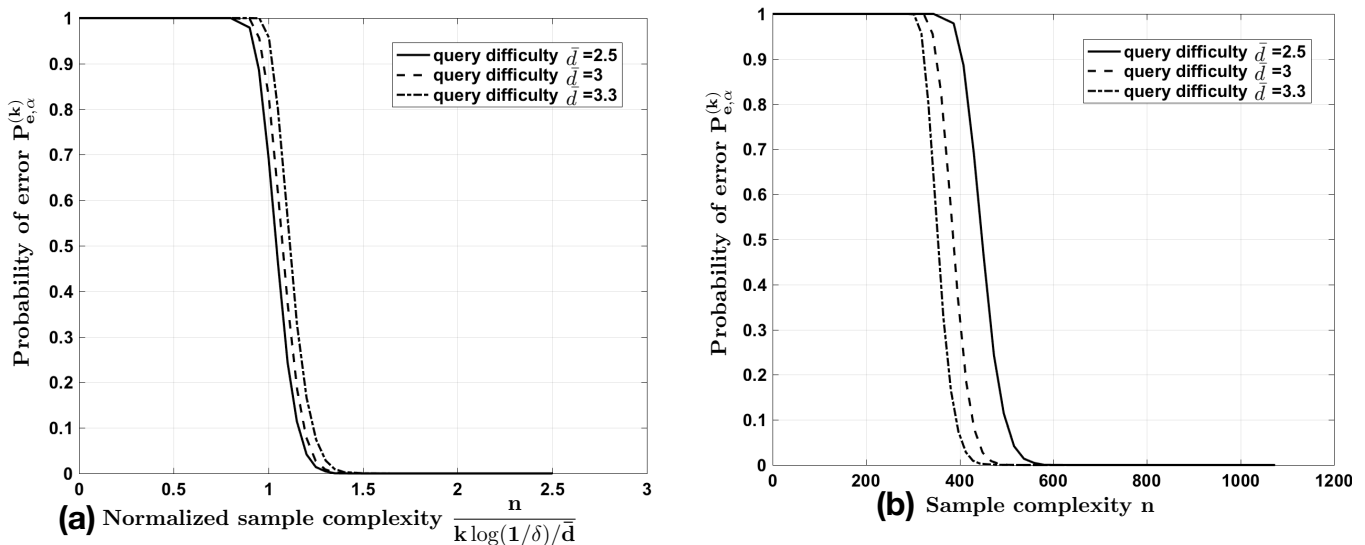 1
0.9
0.8
0.7
0.6
0.5
0.4
0.3
0.2
0.1
0
Probability of error P_{e,α}^{(k)}
query difficulty d̄=2.5
query difficulty d̄=3
query difficulty d̄=3.3
0 0.5 1 1.5 2 2.5 3
(a) Normalized sample complexity n / k log(1/δ)/d̄
1
0.9
0.8
0.7
0.6
0.5
0.4
0.3
0.2
0.1
0
Probability of error P_{e,α}^{(k)}
query difficulty d̄=2.5
query difficulty d̄=3
query difficulty d̄=3.3
0 200 400 600 800 1000 1200
(b) Sample complexity n